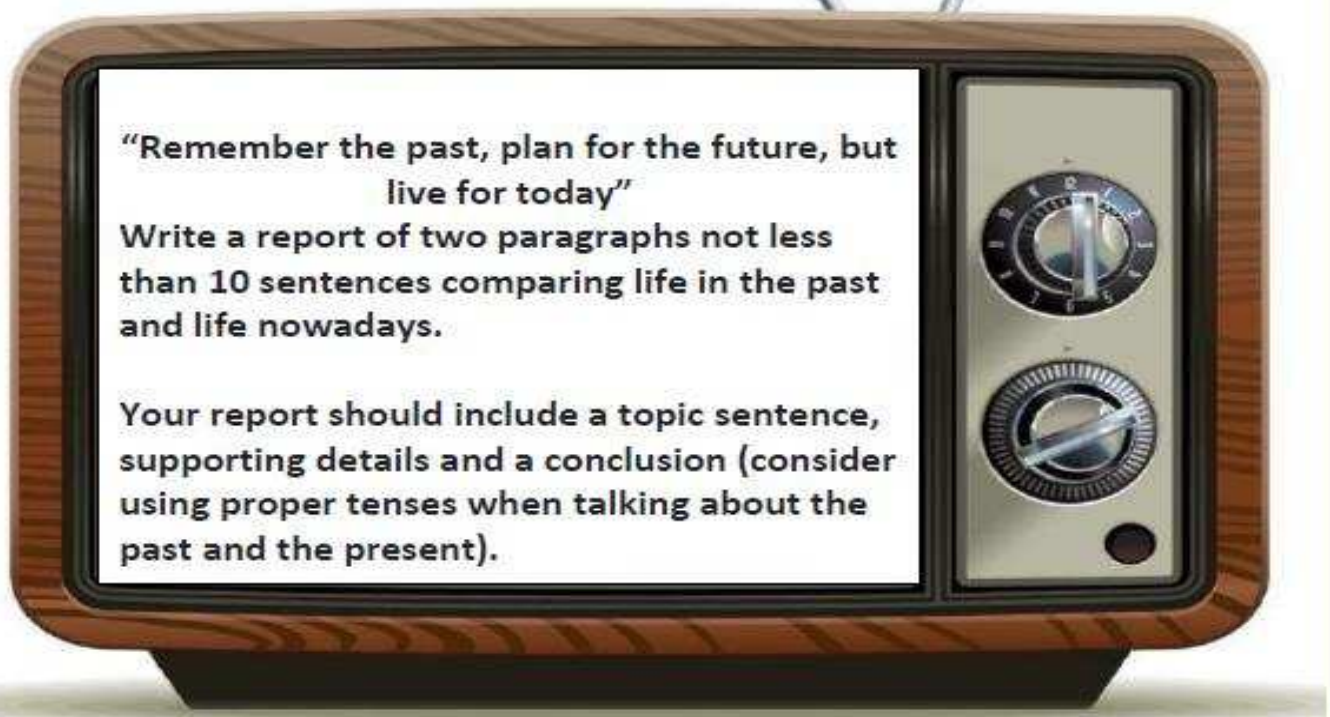 “Remember the past, plan for the future, but
live for today”
Write a report of two paragraphs not less
than 10 sentences comparing life in the past
and life nowadays.
Your report should include a topic sentence,
supporting details and a conclusion (consider
using proper tenses when talking about the
past and the present).